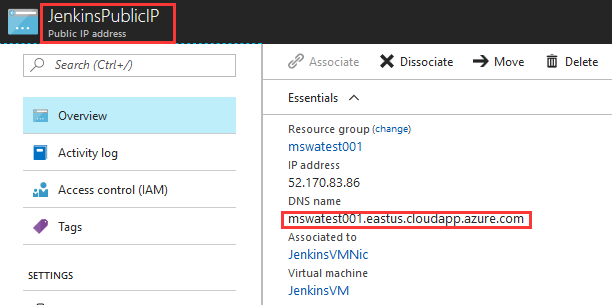 JenkinsPublicIP
Public IP address
Search (Ctrl+/)
Overview
Activity log
Access control (IAM)
Tags
SETTINGS
Associate Dissociate Move Delete
Essentials
Resource group (change)
mswatest001
IP address
52.170.83.86
DNS name
mswatest001.eastus.cloudapp.azure.com
Associated to
JenkinsVMNic
Virtual machine
JenkinsVM